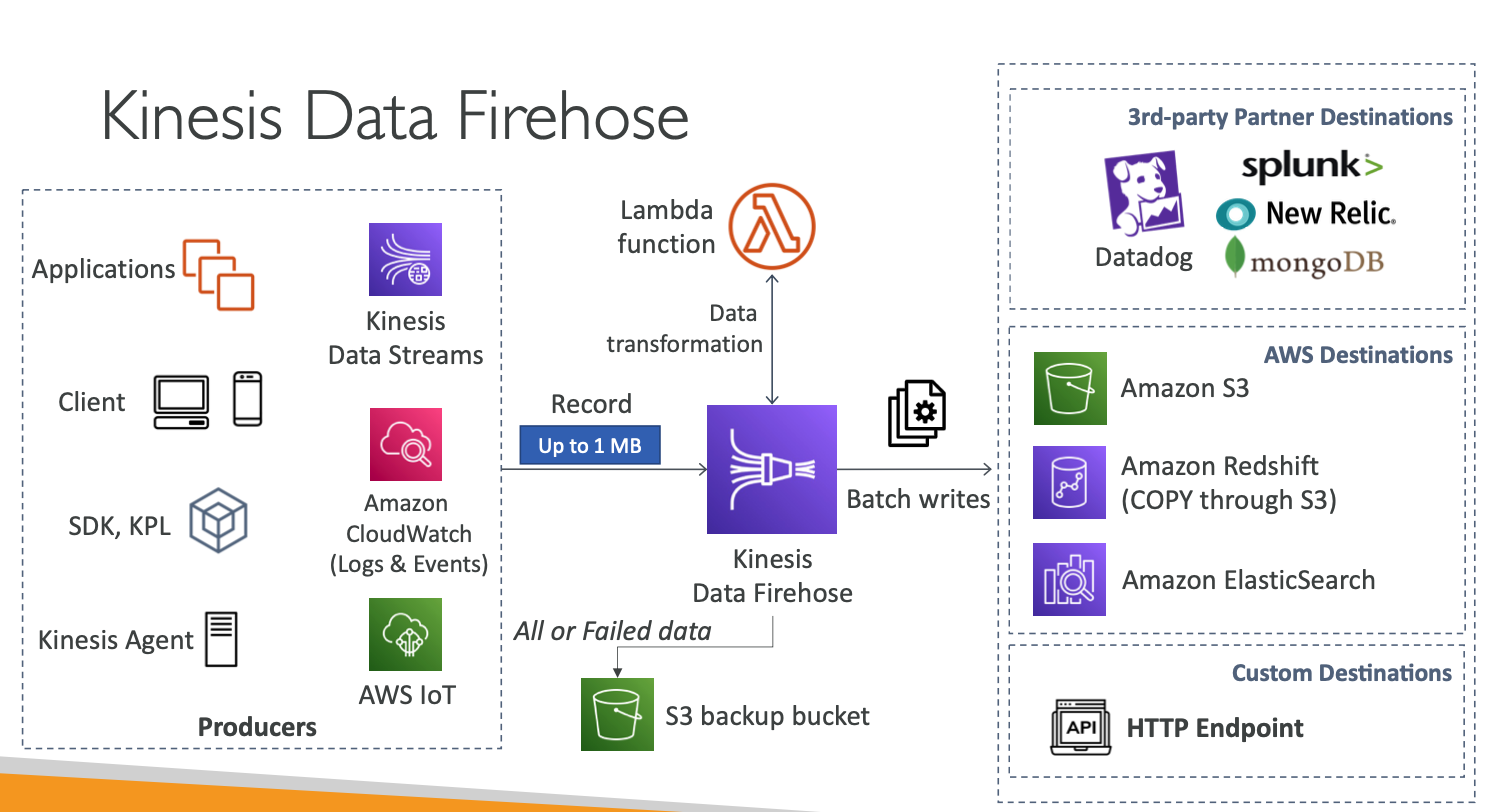 Kinesis Data Firehose
Applications
Client
SDK, KPL
Kinesis Agent
Kinesis
Data Streams
Amazon
CloudWatch
(Logs & Events)
AWS IoT
Producers
Record
Up to 1 MB
Lambda
function
Data
transformation
Kinesis
Data Firehose
All or Failed data
S3 backup bucket
Batch writes
3rd-party Partner Destinations
Datadog
splunk>
New Relic.
mongoDB
AWS Destinations
Amazon S3
Amazon Redshift
(COPY through S3)
Amazon ElasticSearch
Custom Destinations
API
HTTP Endpoint